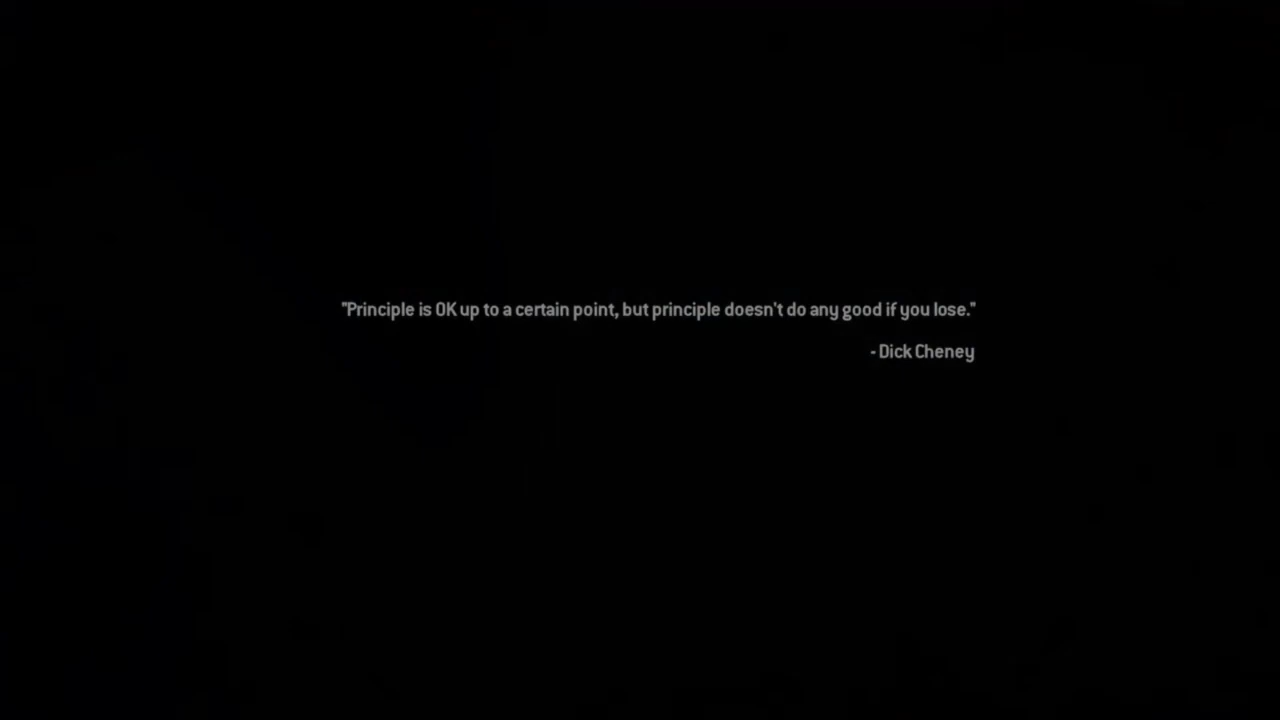 "Principle is OK up to a certain point, but principle doesn't do any good if you lose."
- Dick Cheney